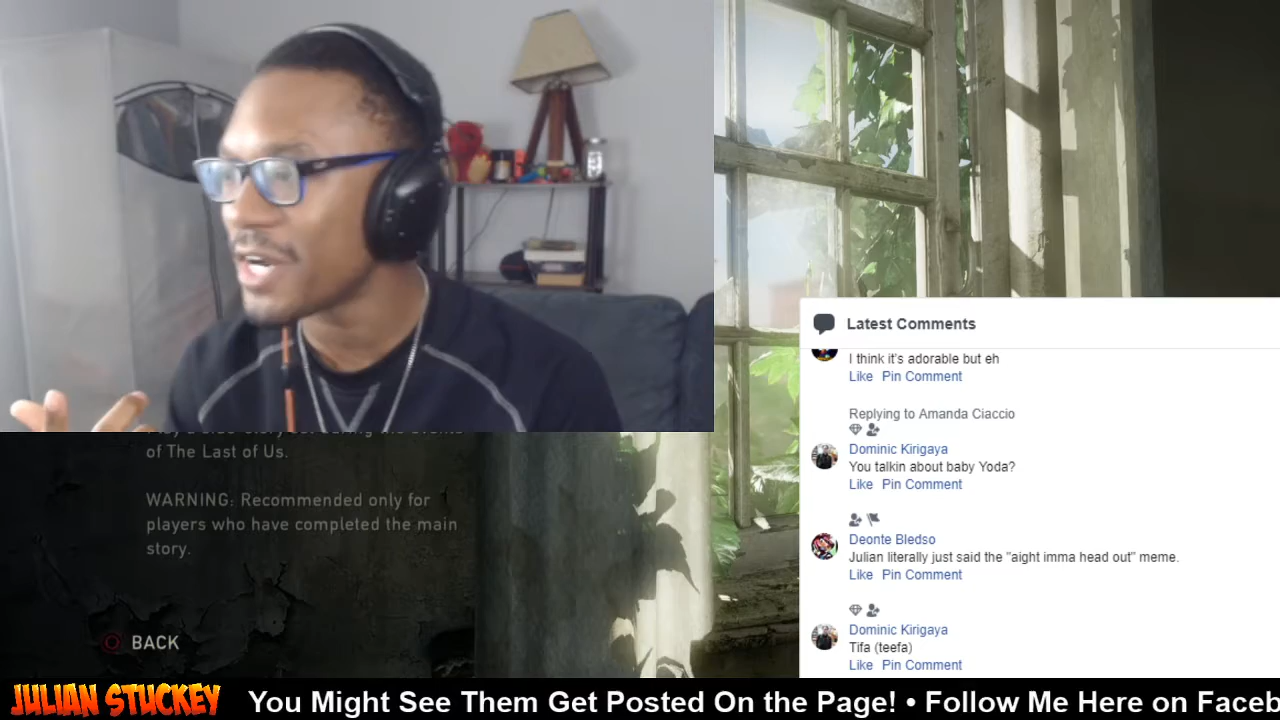 Latest Comments
I think it's adorable but eh
Like Pin Comment
Replying to Amanda Ciaccio
Dominic Kirigaya
You talkin about baby Yoda?
Like Pin Comment
Deonte Bledso
Julian literally just said the "aight imma head out" meme.
Like Pin Comment
Dominic Kirigaya
Tifa (teefa)
Like Pin Comment
of The Last of Us.
WARNING: Recommended only for
players who have completed the main
story.
BACK
JULIAN STUCKEY
You Might See Them Get Posted On the Page! • Follow Me Here on Faceb